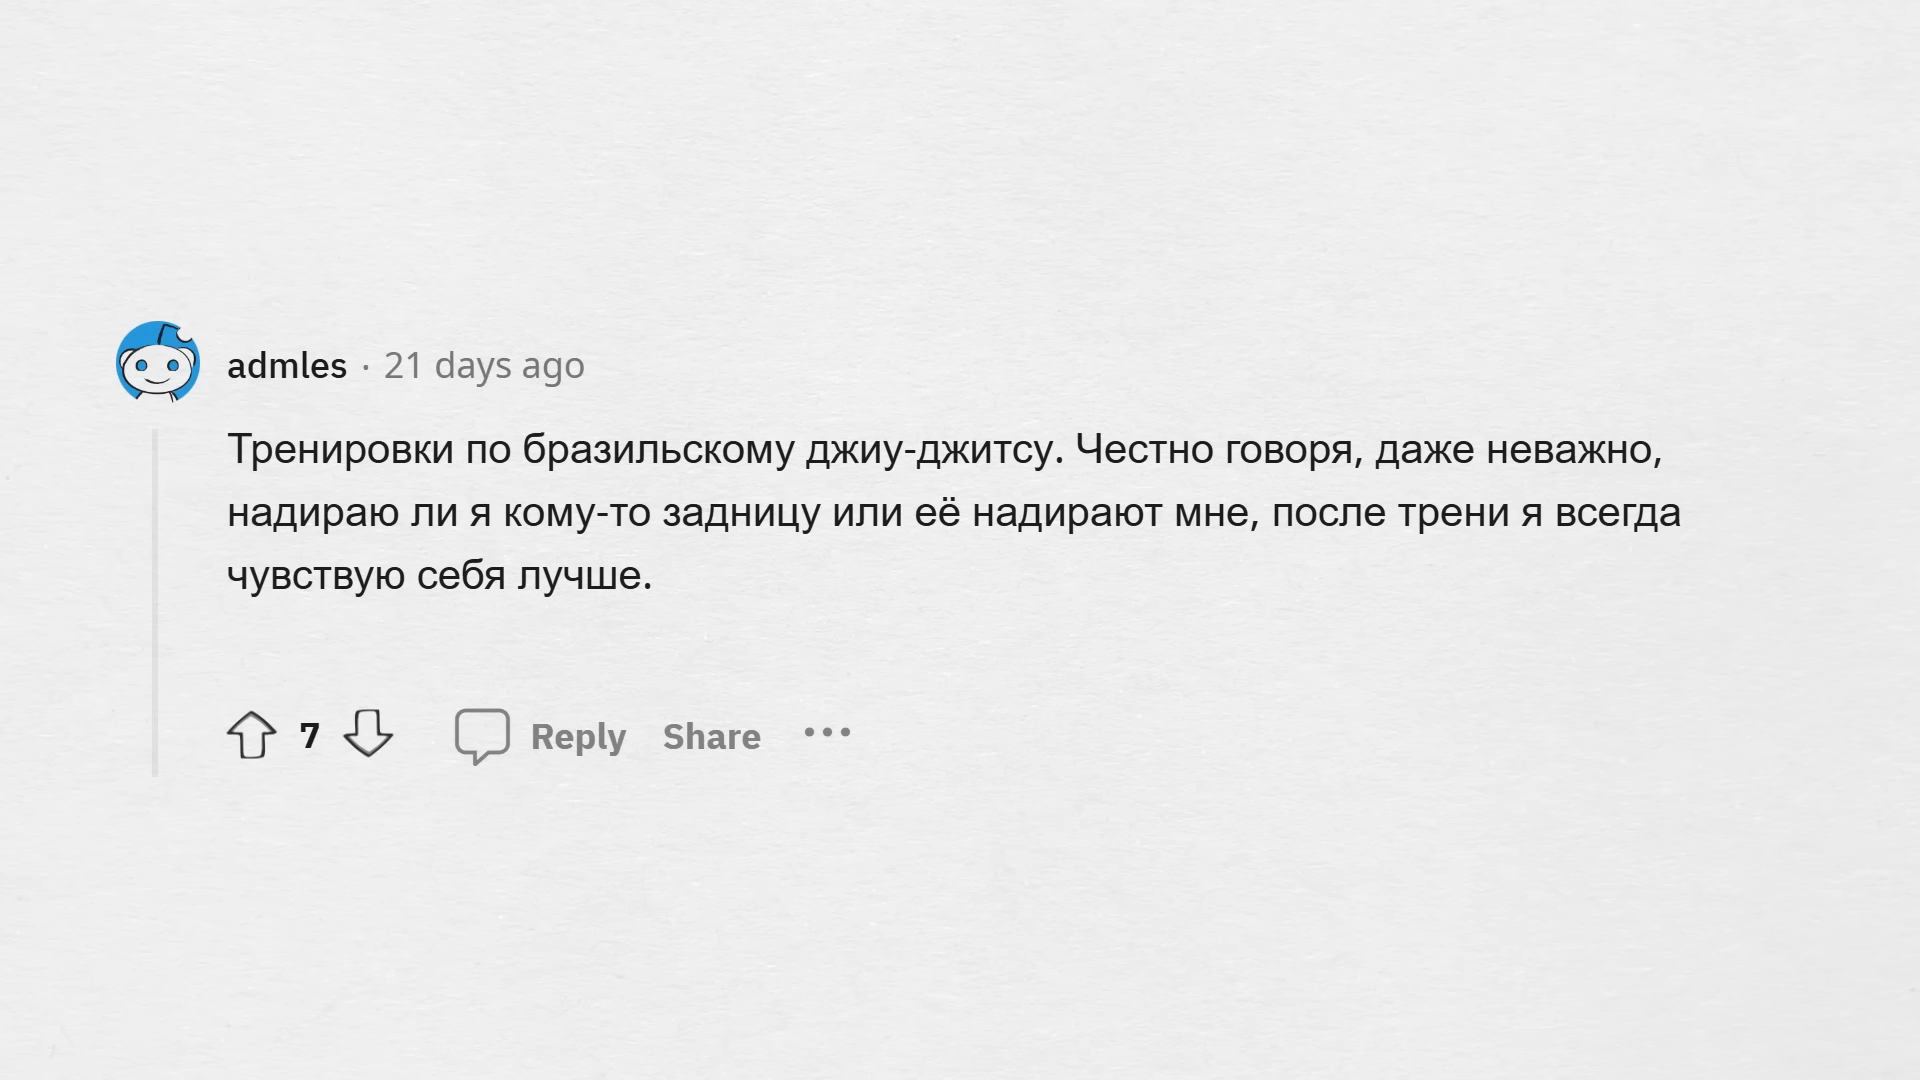 admles · 21 days ago
Тренировки по бразильскому джиу-джитсу. Честно говоря, даже неважно,
надираю ли я кому-то задницу или её надирают мне, после трени я всегда
чувствую себя лучше.
7 Reply Share ···